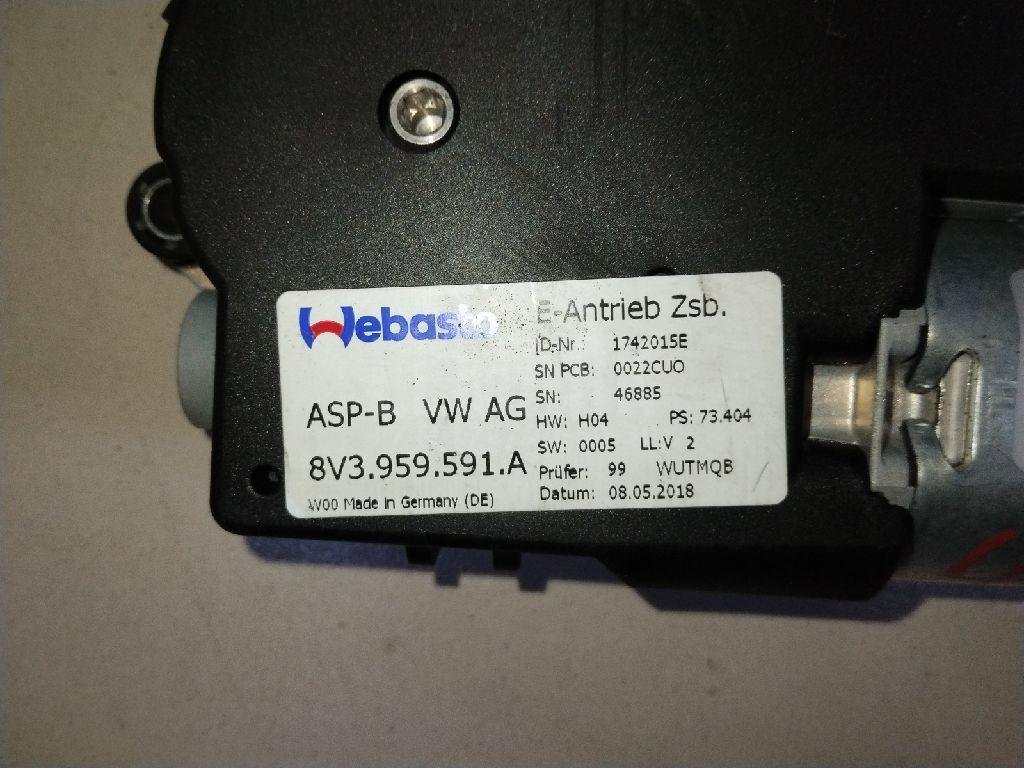 Webasto
E-Antrieb Zsb.
ID-Nr.: 1742015E
SN PCB: 0022CUO
SN: 46885
ASP-B VW AG
HW: H04 PS: 73.404
SW: 0005 LL:V 2
8V3.959.591.A
Prüfer: 99 WUTMQB
Datum: 08.05.2018
W00 Made in Germany (DE)